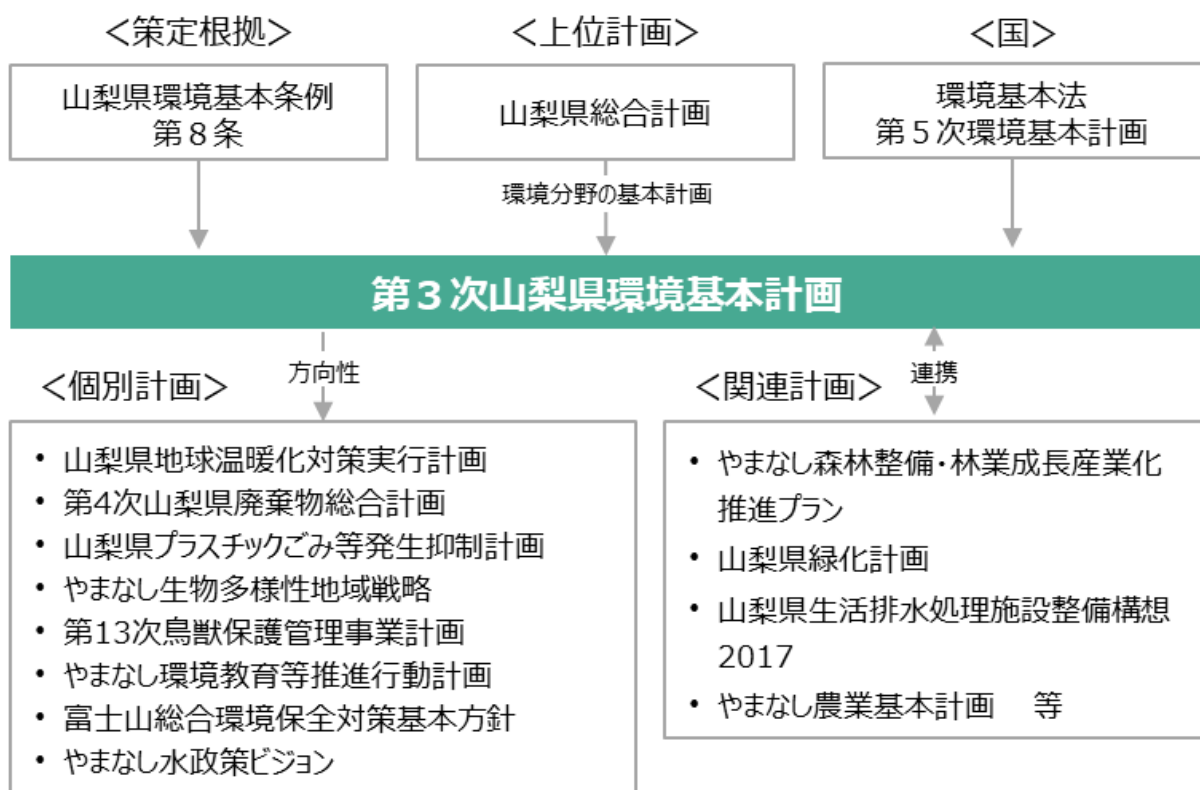 ＜策定根拠＞
山梨県環境基本条例
第８条
＜上位計画＞
山梨県総合計画
＜国＞
環境基本法
第５次環境基本計画
環境分野の基本計画
第３次山梨県環境基本計画
方向性
＜個別計画＞
• 山梨県地球温暖化対策実行計画
• 第4次山梨県廃棄物総合計画
• 山梨県プラスチックごみ等発生抑制計画
• やまなし生物多様性地域戦略
• 第13次鳥獣保護管理事業計画
• やまなし環境教育等推進行動計画
• 富士山総合環境保全対策基本方針
• やまなし水政策ビジョン
連携
＜関連計画＞
• やまなし森林整備・林業成長産業化
推進プラン
• 山梨県緑化計画
• 山梨県生活排水処理施設整備構想
2017
• やまなし農業基本計画　等